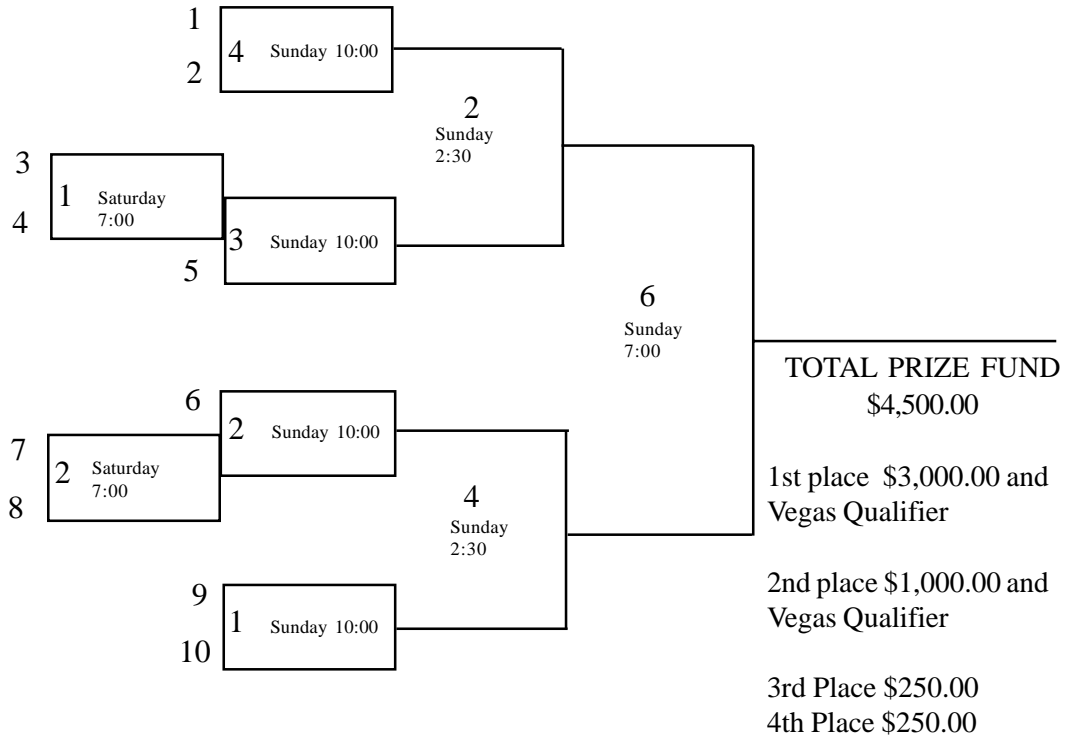 1
4 Sunday 10:00
2
2
Sunday
2:30
3
1 Saturday
7:00
4
3 Sunday 10:00
5
6
Sunday
7:00
TOTAL PRIZE FUND
$4,500.00
6
2 Sunday 10:00
7
2 Saturday
7:00
8
4
Sunday
2:30
9
1 Sunday 10:00
10
1st place $3,000.00 and
Vegas Qualifier
2nd place $1,000.00 and
Vegas Qualifier
3rd Place $250.00
4th Place $250.00